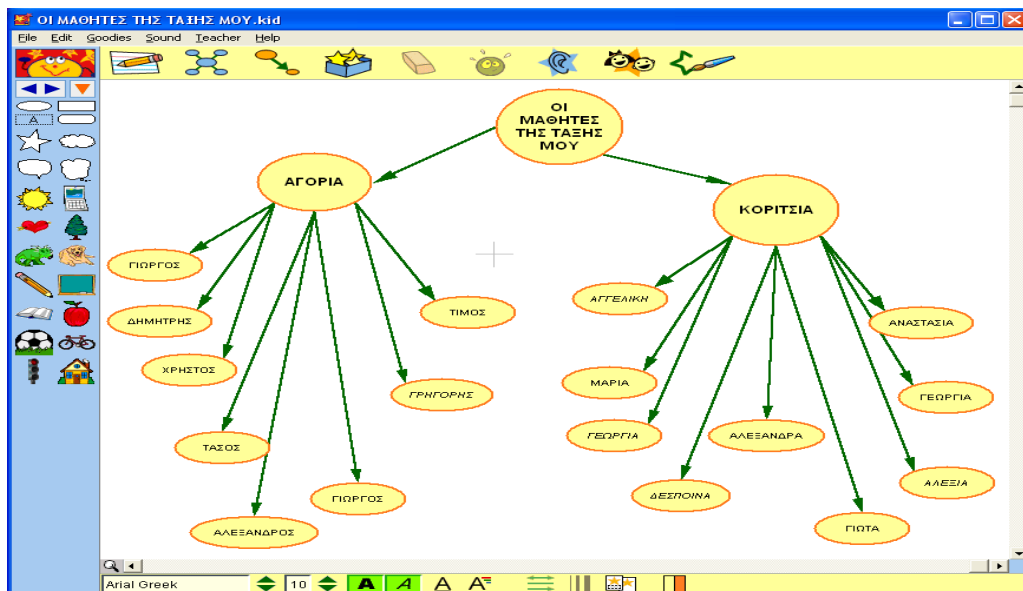 ΟΙ ΜΑΘΗΤΕΣ ΤΗΣ ΤΑΞΗΣ ΜΟΥ.kid
File Edit Goodies Sound Teacher Help
A
ΟΙ
ΜΑΘΗΤΕΣ
ΤΗΣ ΤΑΞΗΣ
ΜΟΥ
ΑΓΟΡΙΑ
ΚΟΡΙΤΣΙΑ
ΓΙΩΡΓΟΣ
ΔΗΜΗΤΡΗΣ
ΧΡΗΣΤΟΣ
ΤΑΣΟΣ
ΑΛΕΞΑΝΔΡΟΣ
ΓΙΩΡΓΟΣ
ΓΡΗΓΟΡΗΣ
ΤΙΜΟΣ
ΑΓΓΕΛΙΚΗ
ΜΑΡΙΑ
ΓΕΩΡΓΙΑ
ΔΕΣΠΟΙΝΑ
ΑΛΕΞΑΝΔΡΑ
ΓΙΩΤΑ
ΑΛΕΞΙΑ
ΓΕΩΡΓΙΑ
ΑΝΑΣΤΑΣΙΑ
Arial Greek 10 A A A A